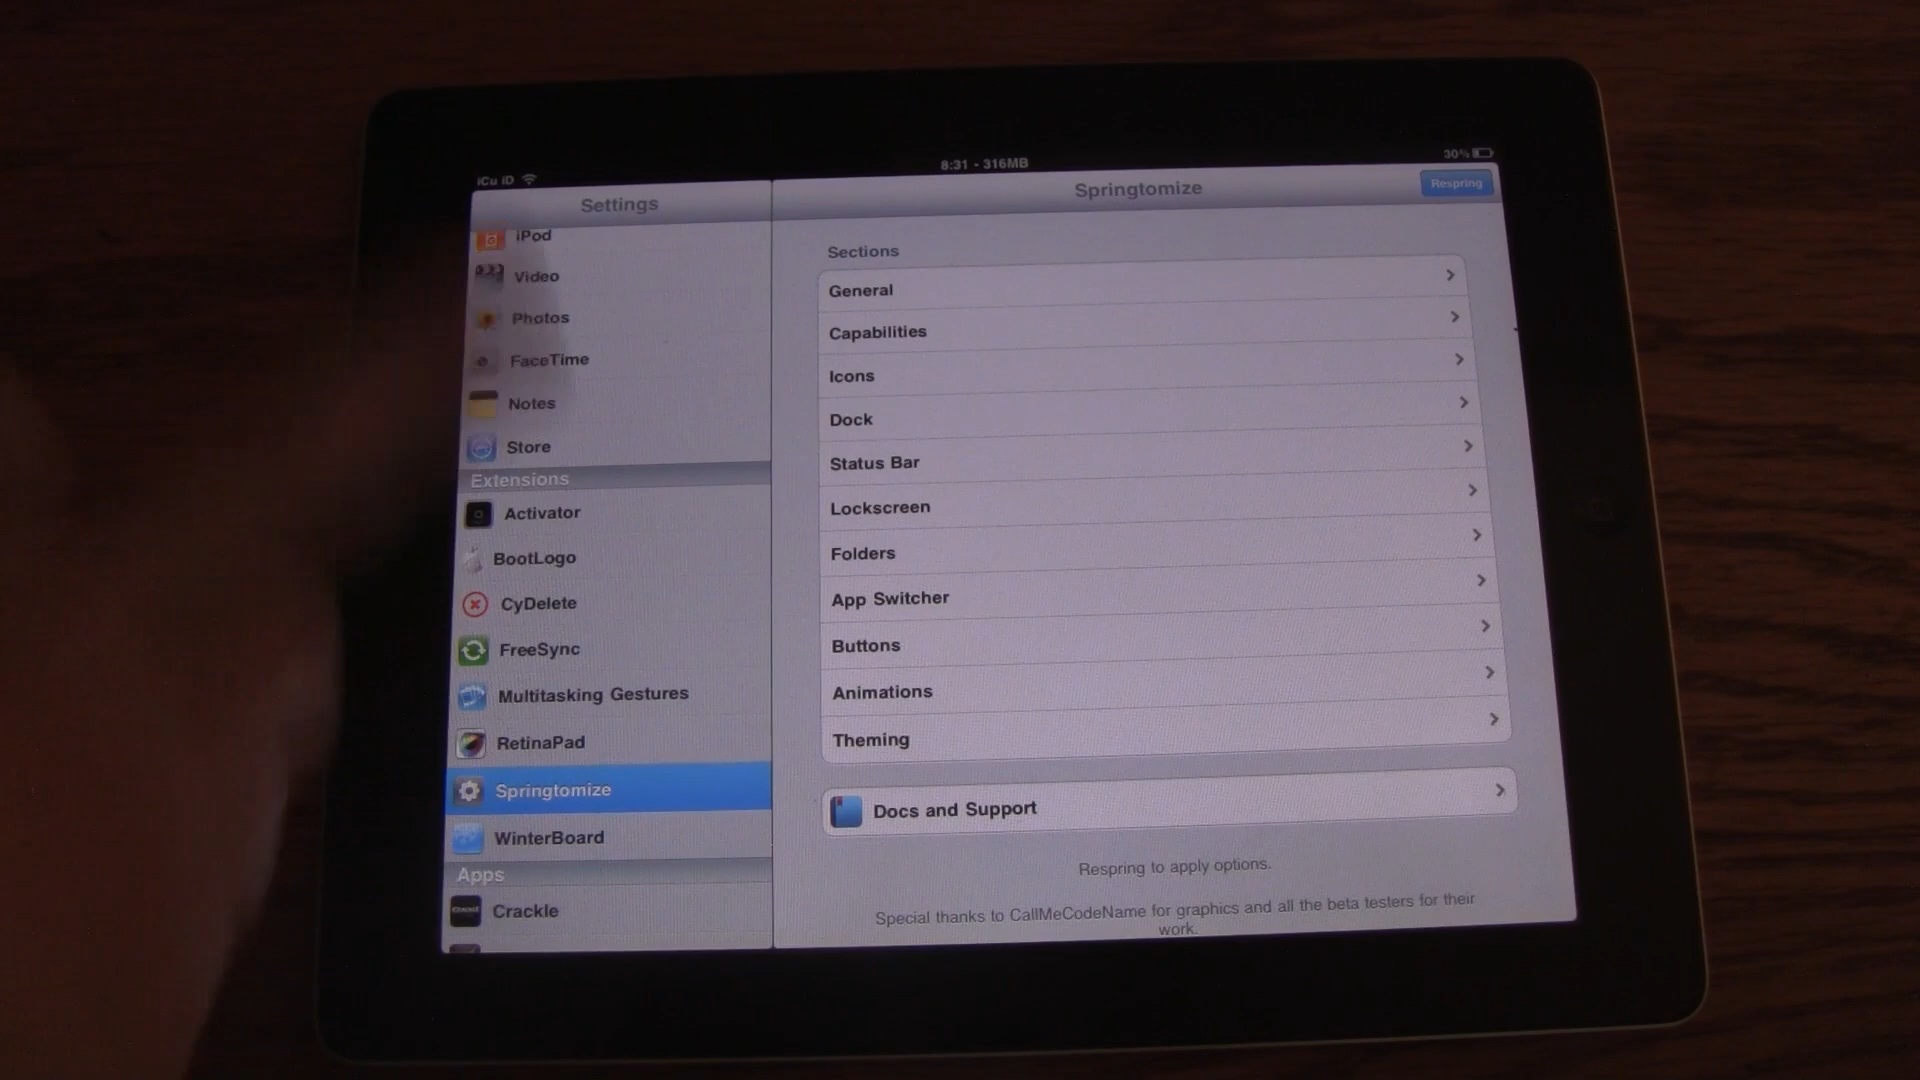 iCu iD
8:31 - 316MB
30%
Settings
iPod
Video
Photos
FaceTime
Notes
Store
Extensions
Activator
BootLogo
CyDelete
FreeSync
Multitasking Gestures
RetinaPad
Springtomize
WinterBoard
Apps
Crackle
Springtomize
Respring
Sections
General
Capabilities
Icons
Dock
Status Bar
Lockscreen
Folders
App Switcher
Buttons
Animations
Theming
Docs and Support
Respring to apply options.
Special thanks to CallMeCodeName for graphics and all the beta testers for their
work.